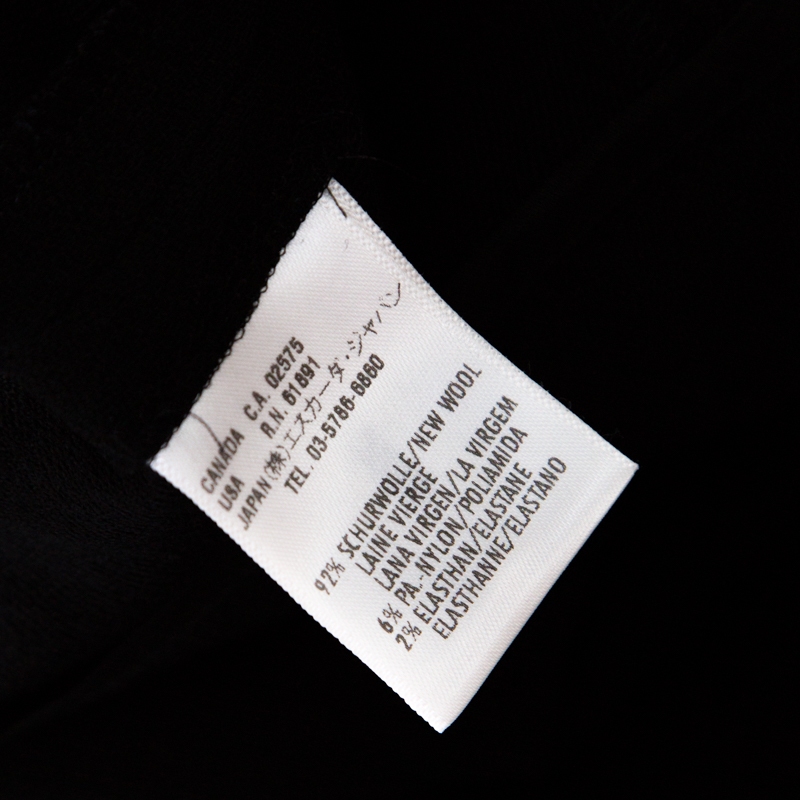 CANADA C.A. 02575
USA R.N. 61891
JAPAN (株)エスカーダ・ジャパン
TEL. 03-5786-6860
92% SCHURWOLLE/NEW WOOL
LAINE VIERGE
LANA VIRGEN/LA VIRGEM
6% PA.-NYLON/POLIAMIDA
2% ELASTHAN/ELASTANE
ELASTHANNE/ELASTANO